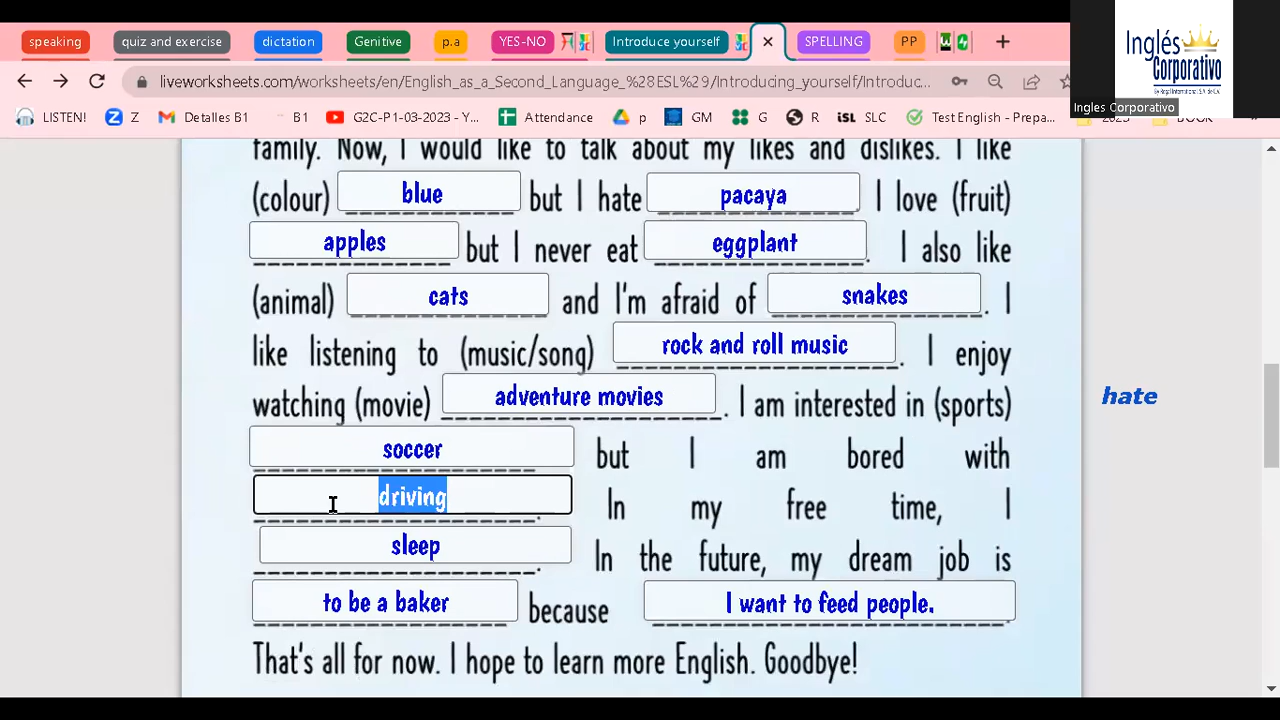 speaking quiz and exercise dictation Genitive p.a YES-NO Introduce yourself SPELLING PP
liveworksheets.com/worksheets/en/English_as_a_Second_Language_%28ESL%29/Introducing_yourself/Introduc...
Inglés
Corporativo
Ingles Corporativo
LISTEN! Z Detalles B1 B1 G2C-P1-03-2023 - Y... Attendance p GM G R SLC Test English - Prepa... 2023 BOOK
family. Now, I would like to talk about my likes and dislikes. I like
(colour) blue but I hate pacaya. I love (fruit)
apples but I never eat eggplant. I also like
(animal) cats and I'm afraid of snakes. I
like listening to (music/song) rock and roll music. I enjoy
watching (movie) adventure movies. I am interested in (sports)
hate
soccer but I am bored with
driving. In my free time, I
sleep. In the future, my dream job is
to be a baker because I want to feed people..
That's all for now. I hope to learn more English. Goodbye!